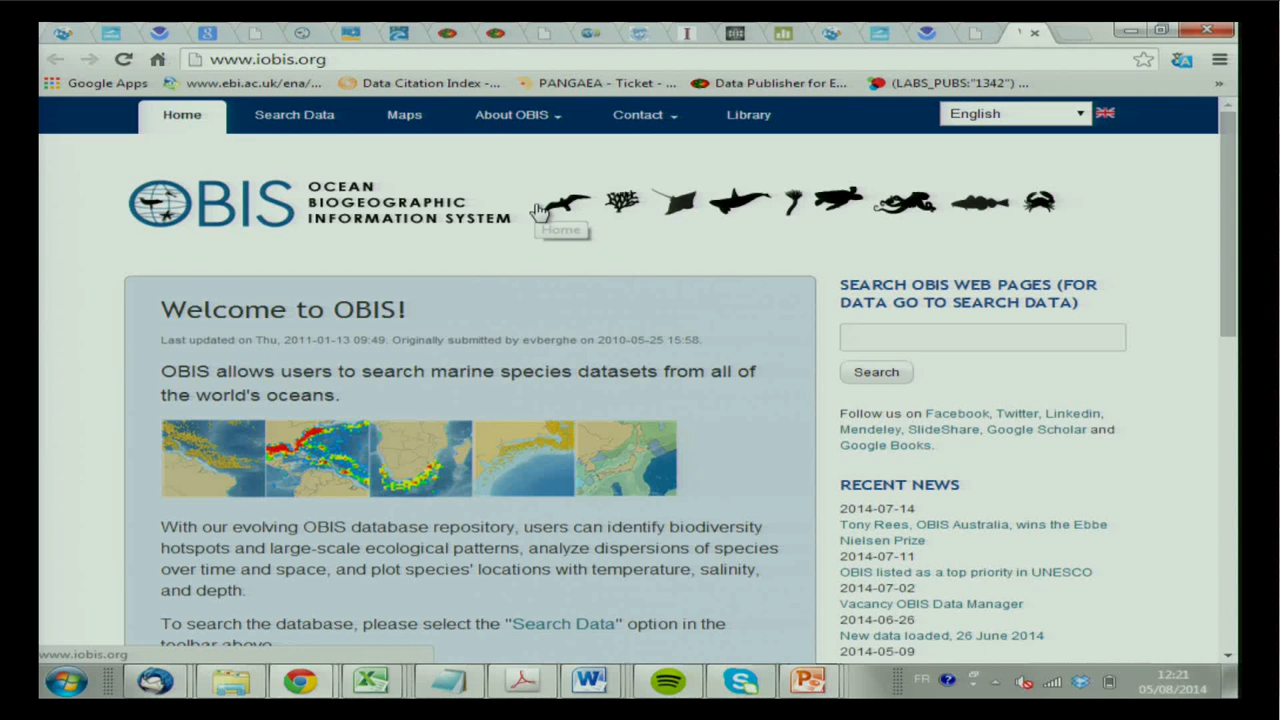 www.iobis.org
Google Apps
www.ebi.ac.uk/ena/...
Data Citation Index -...
PANGAEA - Ticket - ...
Data Publisher for E...
(LABS_PUBS:"1342") ...
»
Home
Search Data
Maps
About OBIS
Contact
Library
English
OBIS
OCEAN
BIOGEOGRAPHIC
INFORMATION SYSTEM
Home
Welcome to OBIS!
Last updated on Thu, 2011-01-13 09:49. Originally submitted by evberghe on 2010-05-25 15:58.
OBIS allows users to search marine species datasets from all of
the world's oceans.
With our evolving OBIS database repository, users can identify biodiversity
hotspots and large-scale ecological patterns, analyze dispersions of species
over time and space, and plot species' locations with temperature, salinity,
and depth.
To search the database, please select the "Search Data" option in the
toolbar above.
SEARCH OBIS WEB PAGES (FOR
DATA GO TO SEARCH DATA)
Search
Follow us on Facebook, Twitter, Linkedin,
Mendeley, SlideShare, Google Scholar and
Google Books.
RECENT NEWS
2014-07-14
Tony Rees, OBIS Australia, wins the Ebbe
Nielsen Prize
2014-07-11
OBIS listed as a top priority in UNESCO
2014-07-02
Vacancy OBIS Data Manager
2014-06-26
New data loaded, 26 June 2014
2014-05-09
www.iobis.org
FR
12:21
05/08/2014